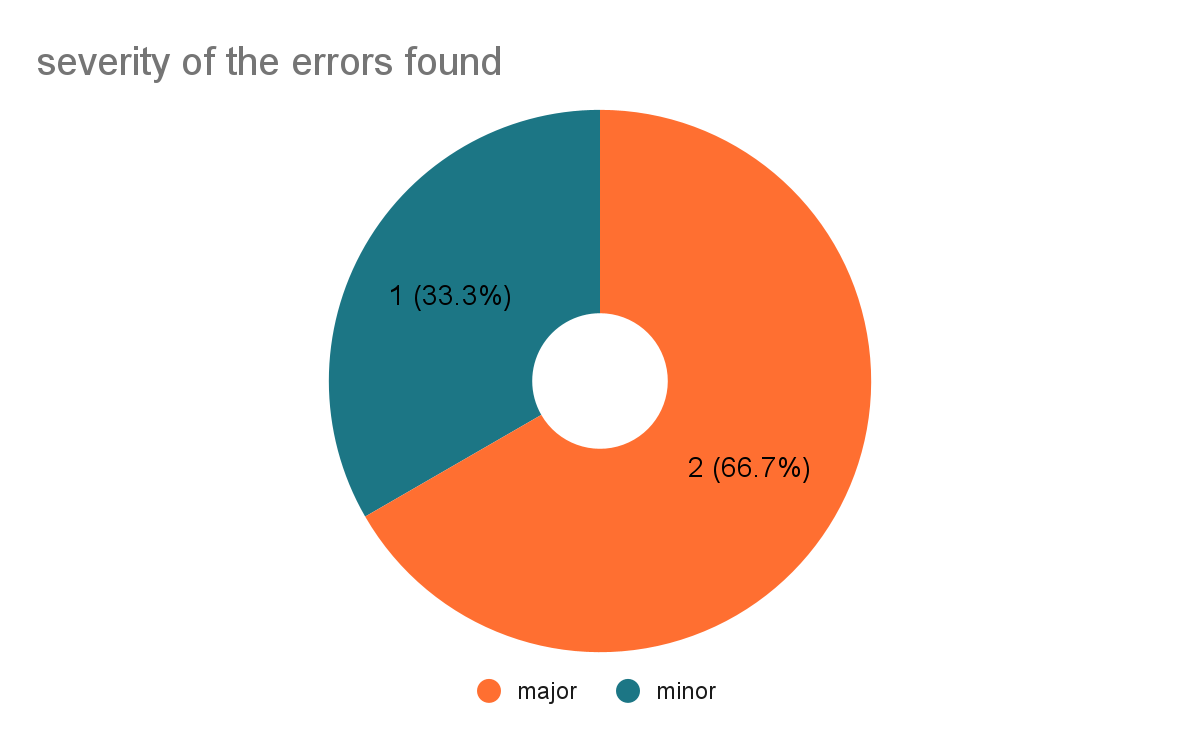 severity of the errors found
1 (33.3%)
2 (66.7%)
major
minor